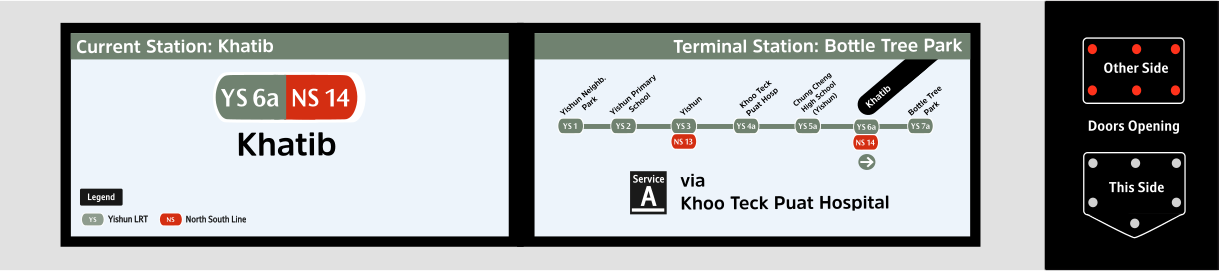 Current Station: Khatib
YS 6a NS 14
Khatib
Legend
YS Yishun LRT NS North South Line
Terminal Station: Bottle Tree Park
Yishun Neighb.
Park
Yishun Primary
School
Yishun
Khoo Teck
Puat Hosp
Chung Cheng
High School
(Yishun)
Khatib
Bottle Tree
Park
YS 1 YS 2 YS 3 YS 4a YS 5a YS 6a YS 7a
NS 13 NS 14
Service
A
via
Khoo Teck Puat Hospital
Other Side
Doors Opening
This Side